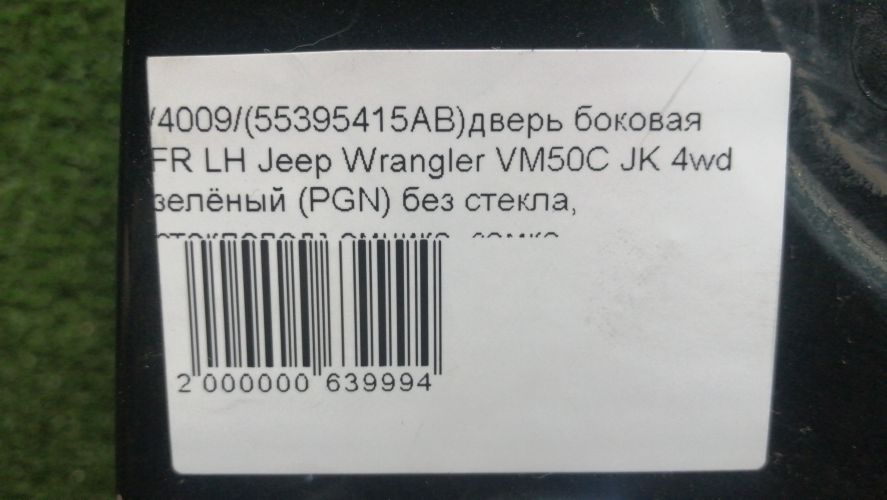 /4009/(55395415AB)дверь боковая
FR LH Jeep Wrangler VM50C JK 4wd
зелёный (PGN) без стекла,
2 000000 639994